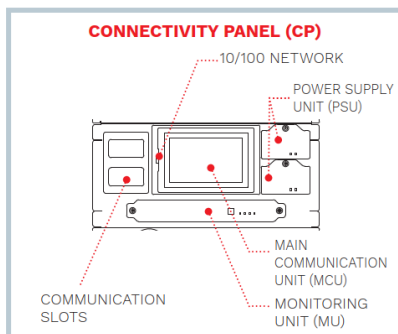 CONNECTIVITY PANEL (CP)
10/100 NETWORK
POWER SUPPLY
UNIT (PSU)
MAIN
COMMUNICATION
UNIT (MCU)
COMMUNICATION
SLOTS
MONITORING
UNIT (MU)